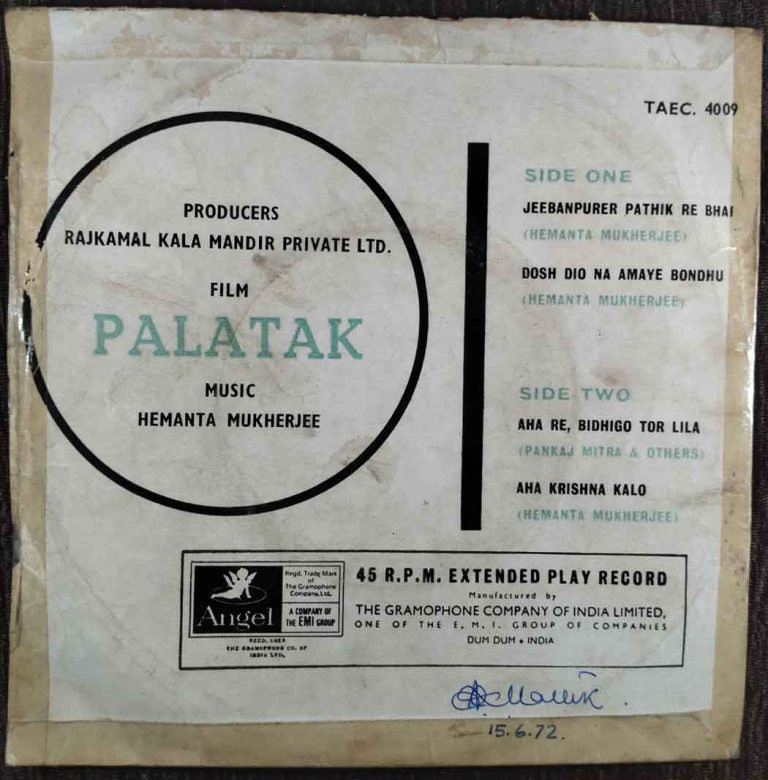 TAEC. 4009
PRODUCERS
RAJKAMAL KALA MANDIR PRIVATE LTD.
FILM
PALATAK
MUSIC
HEMANTA MUKHERJEE
SIDE ONE
JEEBANPURER PATHIK RE BHAI
(HEMANTA MUKHERJEE)
DOSH DIO NA AMAYE BONDHU
(HEMANTA MUKHERJEE)
SIDE TWO
AHA RE, BIDHIGO TOR LILA
(PANKAJ MITRA & OTHERS)
AHA KRISHNA KALO
(HEMANTA MUKHERJEE)
Angel
Regd. Trade Mark
of
The Gramophone
Company, Ltd.
A COMPANY OF
THE EMI GROUP
REGD. USER
THE GRAMOPHONE CO. OF
INDIA LTD.
45 R.P.M. EXTENDED PLAY RECORD
Manufactured by
THE GRAMOPHONE COMPANY OF INDIA LIMITED,
ONE OF THE E. M. I. GROUP OF COMPANIES
DUM DUM • INDIA
Mallik
15.6.72.